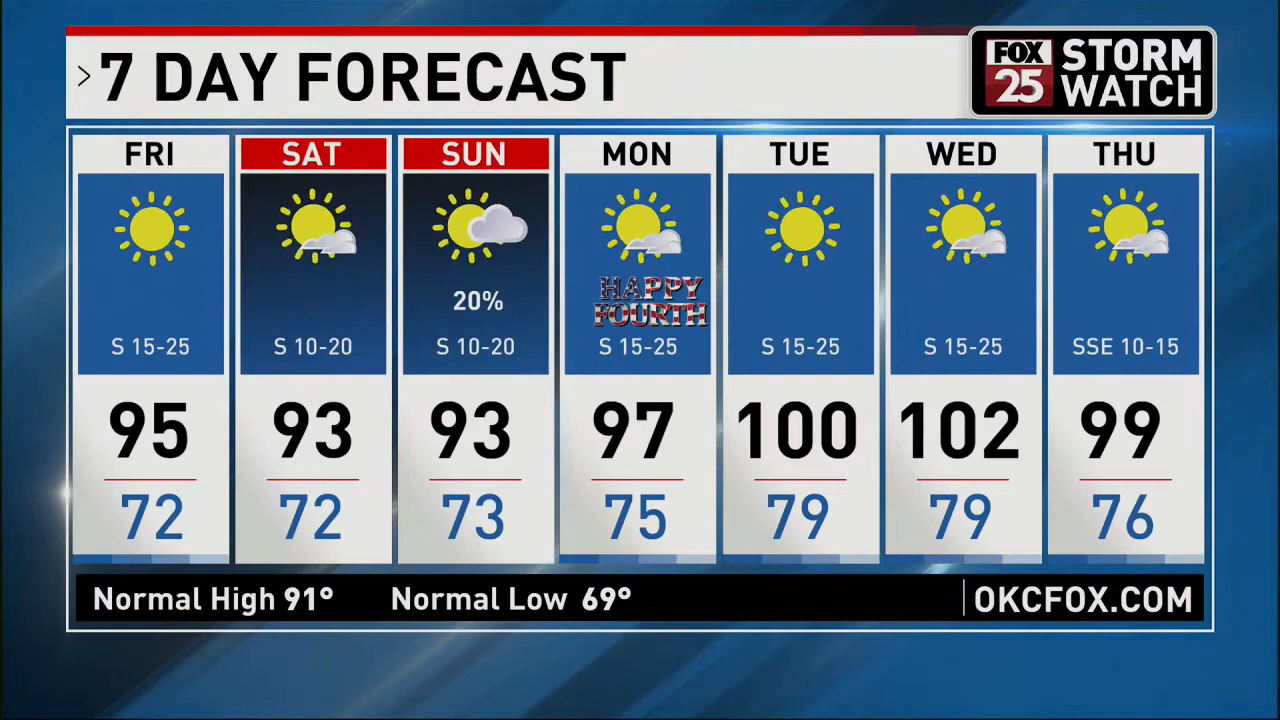 > 7 DAY FORECAST
FOX 25
STORM
WATCH
FRI SAT SUN MON TUE WED THU
20%
HAPPY
FOURTH
S 15-25 S 10-20 S 10-20 S 15-25 S 15-25 S 15-25 SSE 10-15
95 93 93 97 100 102 99
72 72 73 75 79 79 76
Normal High 91° Normal Low 69° OKCFOX.COM